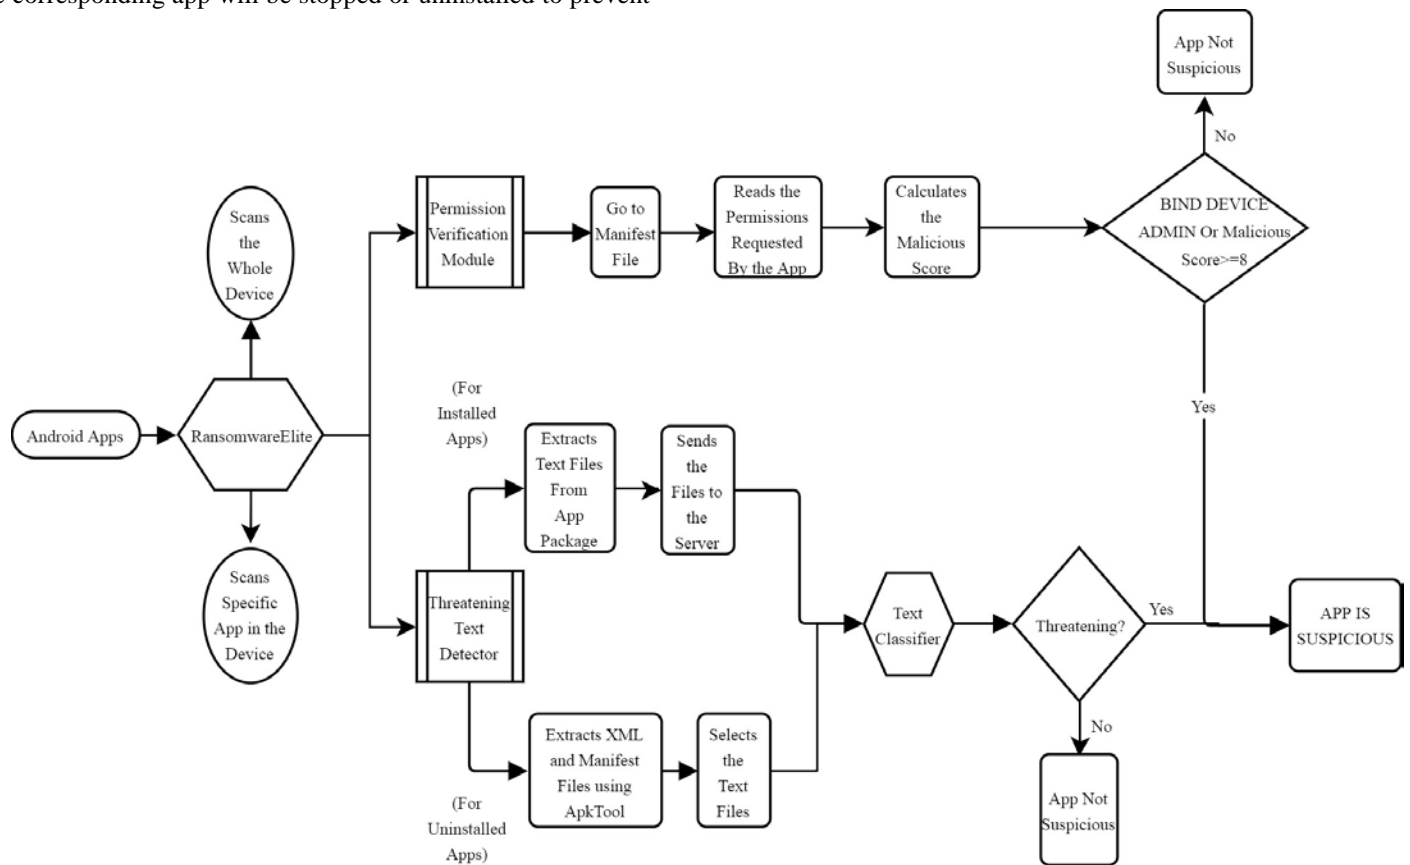 corresponding app will be stopped or uninstalled to prevent
App Not
Suspicious
No
BIND DEVICE
ADMIN Or Malicious
Score>=8
Yes
Scans
the
Whole
Device
Permission
Verification
Module
Go to
Manifest
File
Reads the
Permissions
Requested
By the App
Calculates
the
Malicious
Score
Android Apps
RansomwareElite
Scans
Specific
App in the
Device
(For
Installed
Apps)
Extracts
Text Files
From
App
Package
Sends
the
Files to
the
Server
Threatening
Text
Detector
Extracts XML
and Manifest
Files using
ApkTool
Selects
the
Text
Files
(For
Uninstalled
Apps)
Text
Classifier
Threatening?
Yes
No
App Not
Suspicious
APP IS
SUSPICIOUS